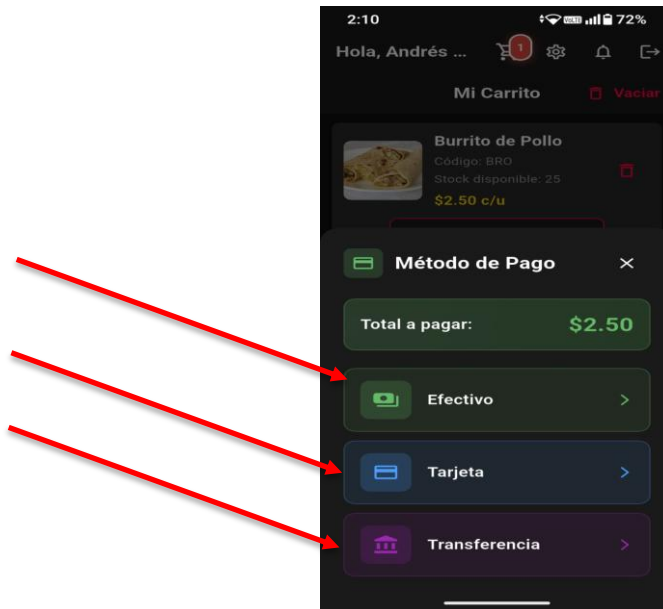 2:10 72%
Hola, Andrés ... 1
Mi Carrito Vaciar
Burrito de Pollo
Código: BRO
Stock disponible: 25
$2.50 c/u
Método de Pago
Total a pagar: $2.50
Efectivo
Tarjeta
Transferencia